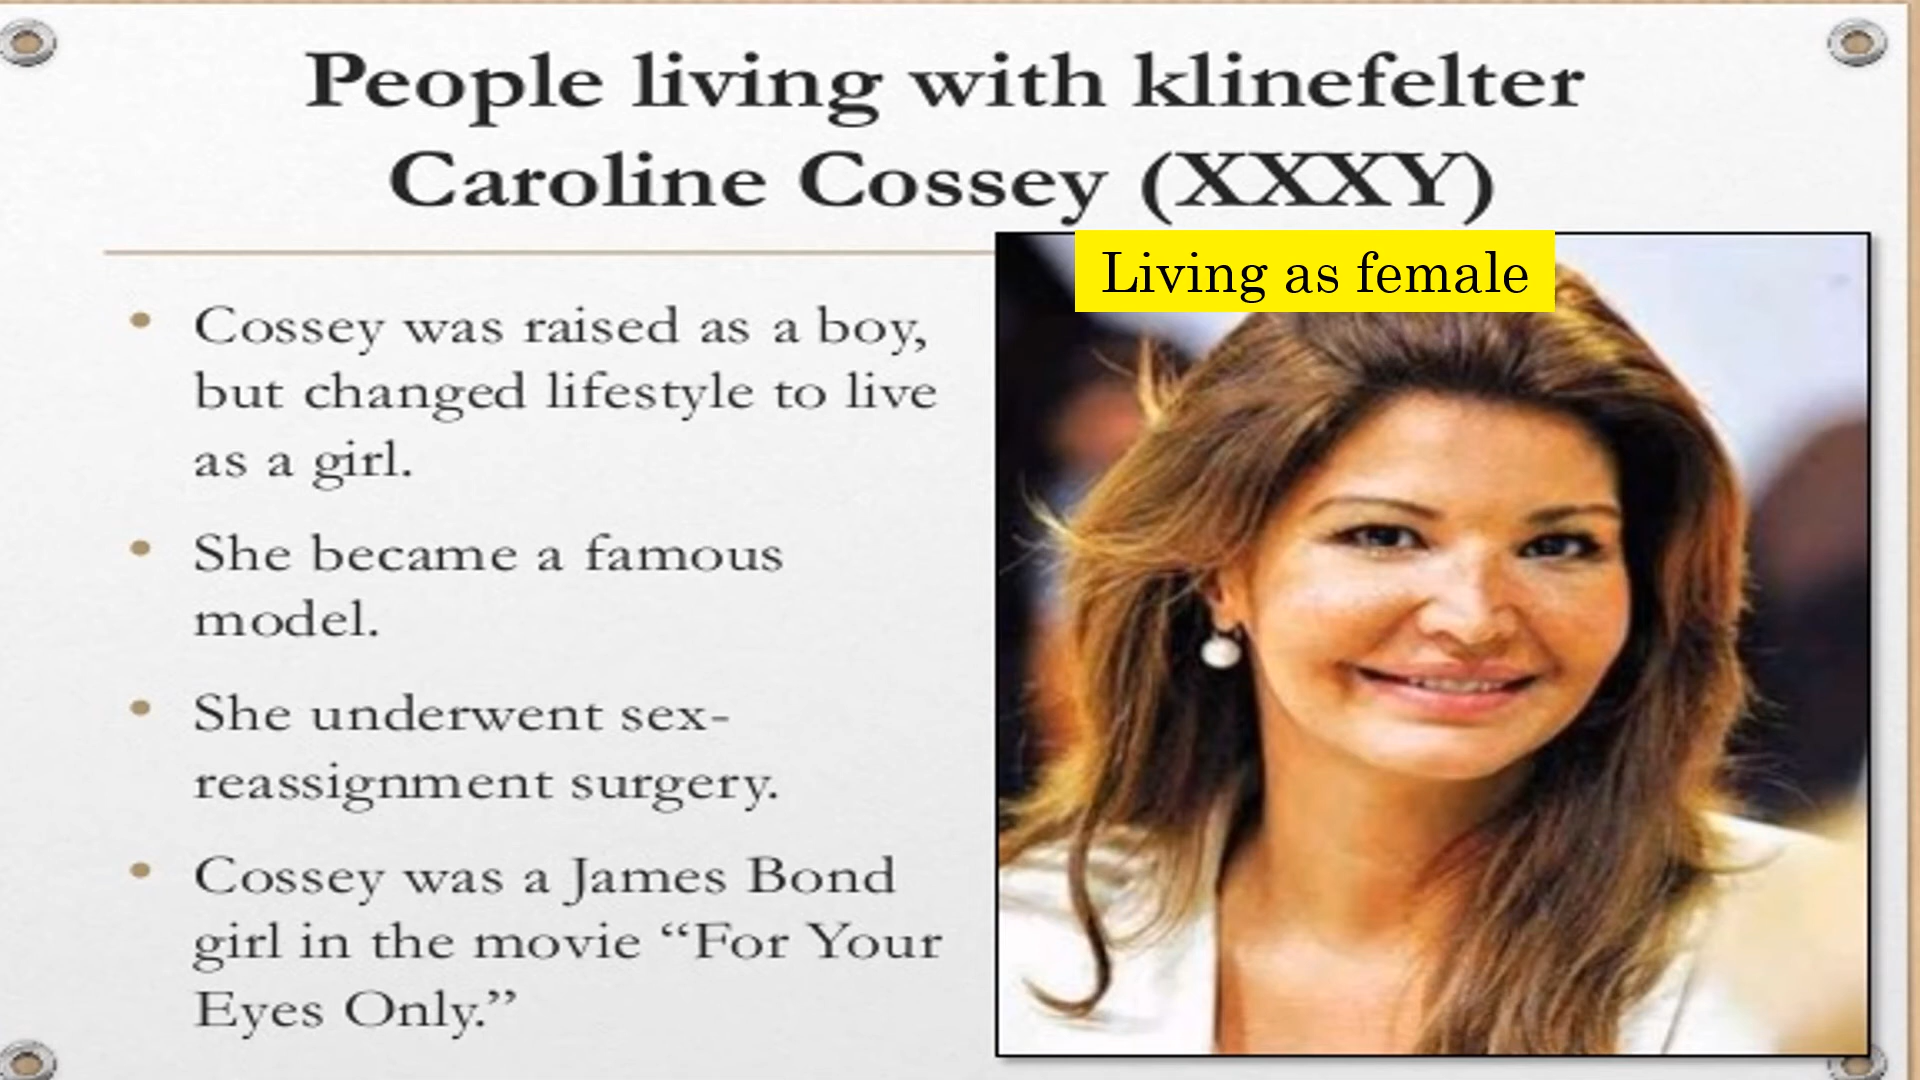 People living with klinefelter
Caroline Cossey (XXXY)
Living as female
• Cossey was raised as a boy,
but changed lifestyle to live
as a girl.
• She became a famous
model.
• She underwent sex-
reassignment surgery.
• Cossey was a James Bond
girl in the movie “For Your
Eyes Only.”